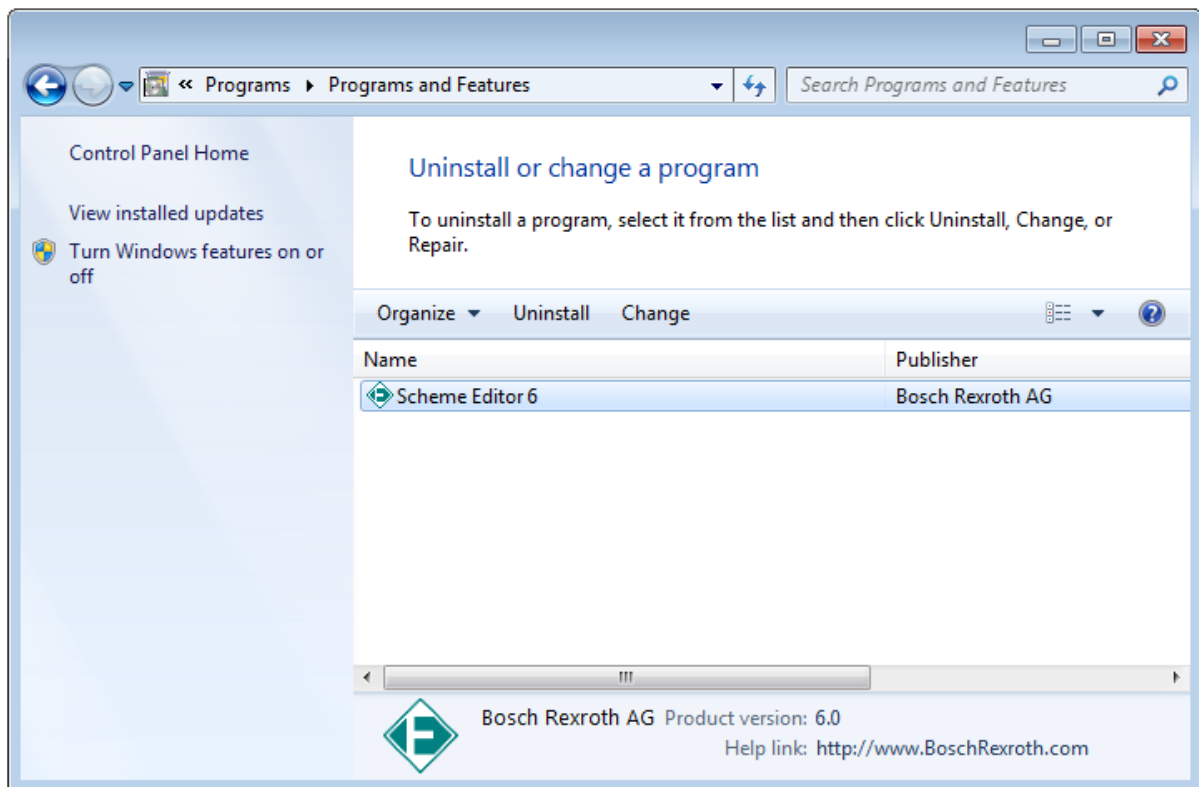 « Programs ▸ Programs and Features
Search Programs and Features
Control Panel Home
View installed updates
Turn Windows features on or
off
Uninstall or change a program
To uninstall a program, select it from the list and then click Uninstall, Change, or
Repair.
Organize Uninstall Change
Name Publisher
Scheme Editor 6 Bosch Rexroth AG
Bosch Rexroth AG Product version: 6.0
Help link: http://www.BoschRexroth.com